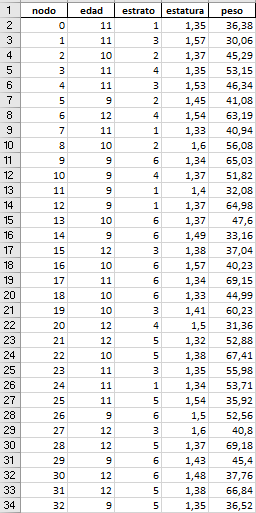 1 nodo edad estrato estatura peso
2 0 11 1 1,35 36,38
3 1 11 3 1,57 30,06
4 2 10 2 1,37 45,29
5 3 11 4 1,35 53,15
6 4 11 3 1,53 46,34
7 5 9 2 1,45 41,08
8 6 12 4 1,54 63,19
9 7 11 1 1,33 40,94
10 8 10 2 1,6 56,08
11 9 9 6 1,34 65,03
12 10 9 4 1,37 51,82
13 11 9 1 1,4 32,08
14 12 9 1 1,37 64,98
15 13 10 6 1,37 47,6
16 14 9 6 1,49 33,16
17 15 12 3 1,38 37,04
18 16 10 6 1,57 40,23
19 17 11 6 1,34 69,15
20 18 10 6 1,33 44,99
21 19 10 3 1,41 60,23
22 20 12 4 1,5 31,36
23 21 12 5 1,32 52,88
24 22 10 5 1,38 67,41
25 23 11 3 1,35 55,98
26 24 11 1 1,34 53,71
27 25 11 5 1,54 35,92
28 26 9 6 1,5 52,56
29 27 12 3 1,6 40,8
30 28 12 5 1,37 69,18
31 29 9 6 1,43 45,4
32 30 12 6 1,48 37,76
33 31 12 5 1,38 66,84
34 32 9 5 1,35 36,52